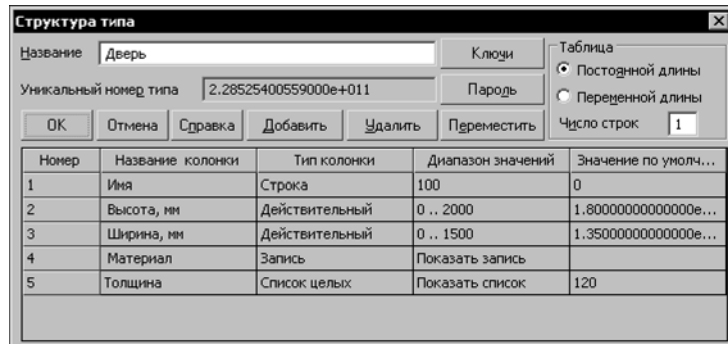 Структура типа
Название Дверь Ключи Таблица
Постоянной длины
Уникальный номер типа 2.28525400559000e+011 Пароль Переменной длины
OK Отмена Справка Добавить Удалить Переместить Число строк 1
Номер Название колонки Тип колонки Диапазон значений Значение по умолч...
1 Имя Строка 100 0
2 Высота, мм Действительный 0 .. 2000 1.80000000000000e...
3 Ширина, мм Действительный 0 .. 1500 1.35000000000000e...
4 Материал Запись Показать запись
5 Толщина Список целых Показать список 120